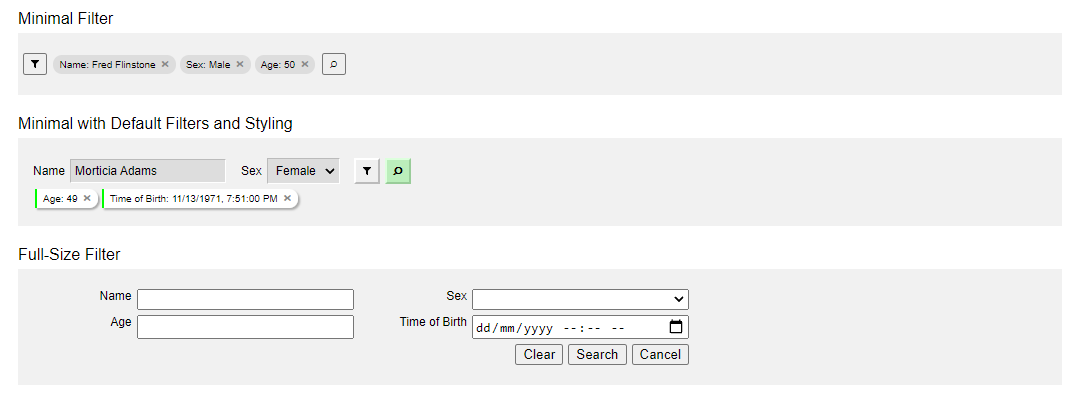 Minimal Filter
Name: Fred Flinstone × Sex: Male × Age: 50 ×
Minimal with Default Filters and Styling
Name Morticia Adams Sex Female
Age: 49 × Time of Birth: 11/13/1971, 7:51:00 PM ×
Full-Size Filter
Name Sex
Age Time of Birth dd/mm/yyyy --:-- --
Clear Search Cancel